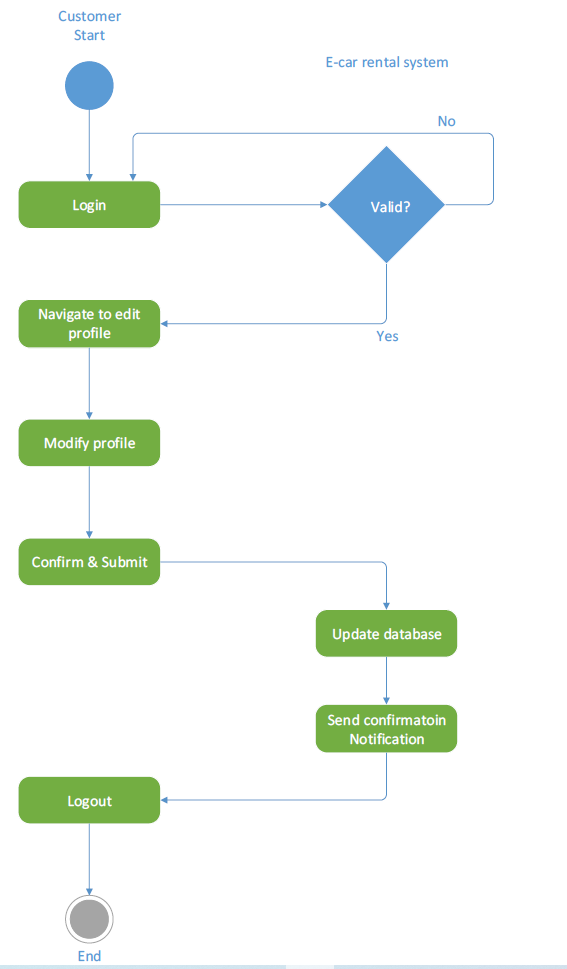 Customer
Start
E-car rental system
No
Login
Valid?
Navigate to edit
profile
Yes
Modify profile
Confirm & Submit
Update database
Send confirmatoin
Notification
Logout
End